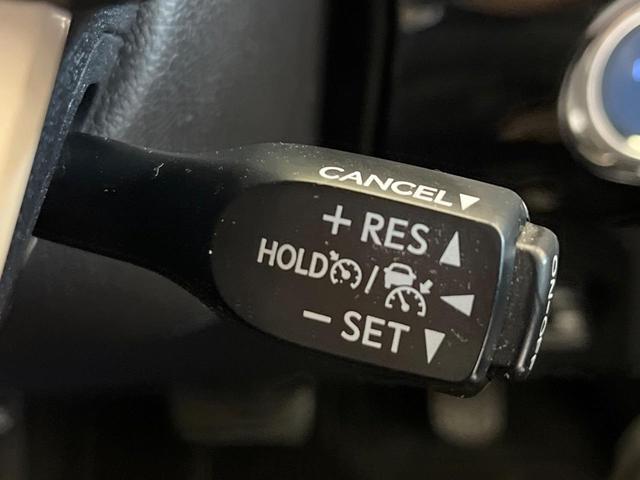 CANCEL▼
+ RES ▲
HOLD / ◀
− SET ▼